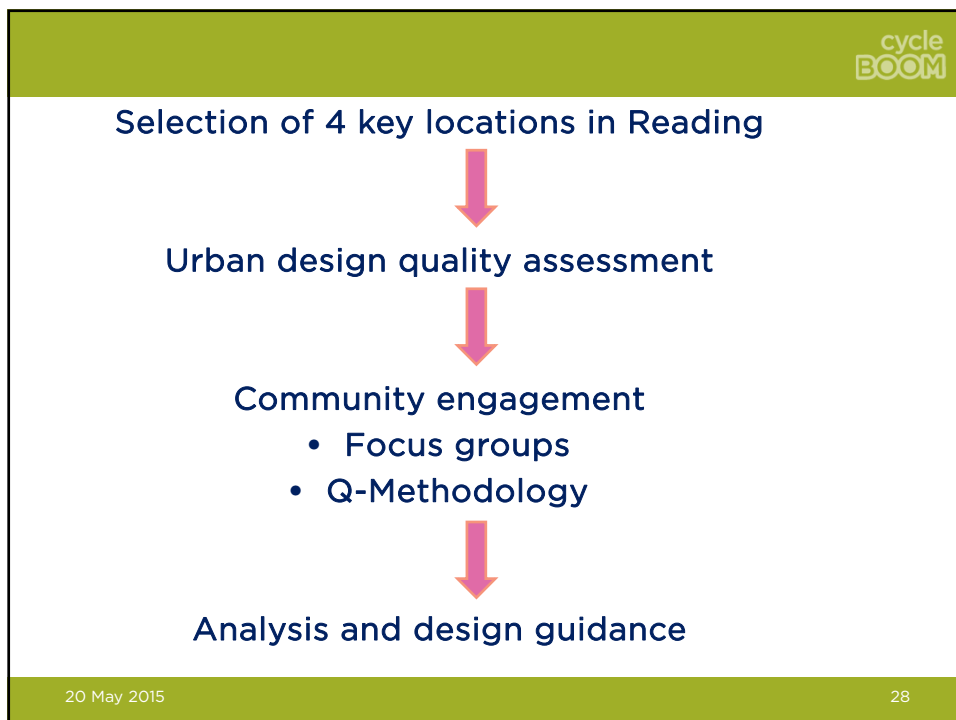 cycle
BOOM
Selection of 4 key locations in Reading
Urban design quality assessment
Community engagement
• Focus groups
• Q-Methodology
Analysis and design guidance
20 May 2015
28